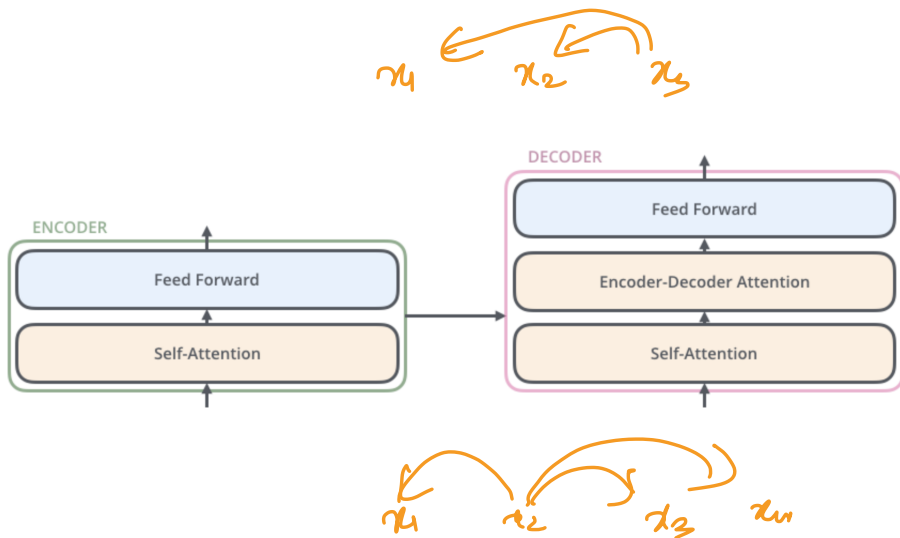 x1 x2 x3
DECODER
Feed Forward
ENCODER
Feed Forward
Encoder-Decoder Attention
Self-Attention
Self-Attention
x1 x2 x3